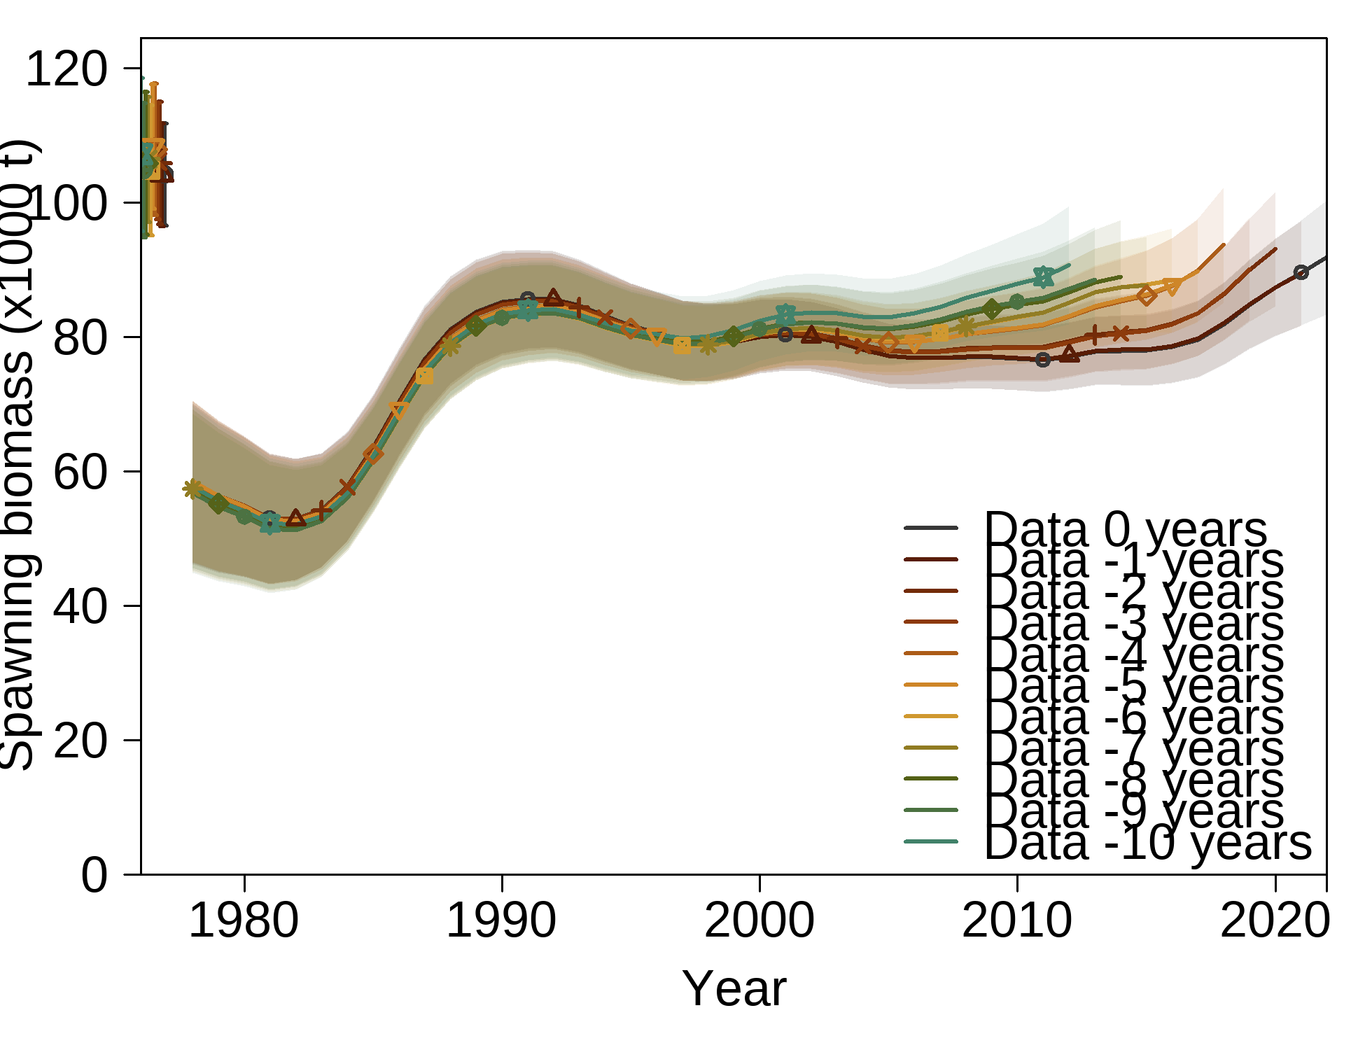 120
100
80
60
40
20
0
Spawning biomass (x1000 t)
Data 0 years
Data -1 years
Data -2 years
Data -3 years
Data -4 years
Data -5 years
Data -6 years
Data -7 years
Data -8 years
Data -9 years
Data -10 years
1980
1990
2000
2010
2020
Year